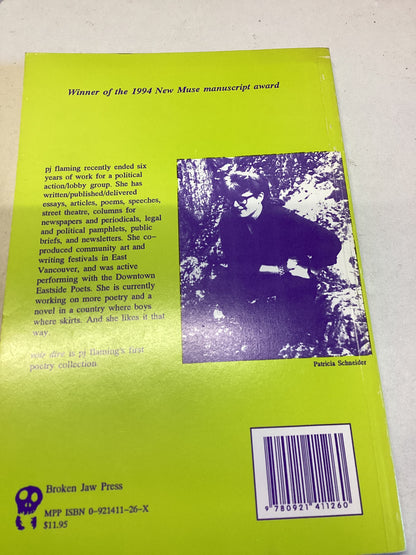 Winner of the 1994 New Muse manuscript award
pj flaming recently ended six
years of work for a political
action/lobby group. She has
written/published/delivered
essays, articles, poems, speeches,
street theatre, columns for
newspapers and periodicals, legal
and political pamphlets, public
briefs, and newsletters. She co-
produced community art and
writing festivals in East
Vancouver, and was active
performing with the Downtown
Eastside Poets. She is currently
working on more poetry and a
novel in a country where boys
where skirts. And she likes it that
way.
voir dire is pj flaming's first
poetry collection
Patricia Schneider
Broken Jaw Press
MPP ISBN 0-921411-26-X
$11.95
9 780921 411260